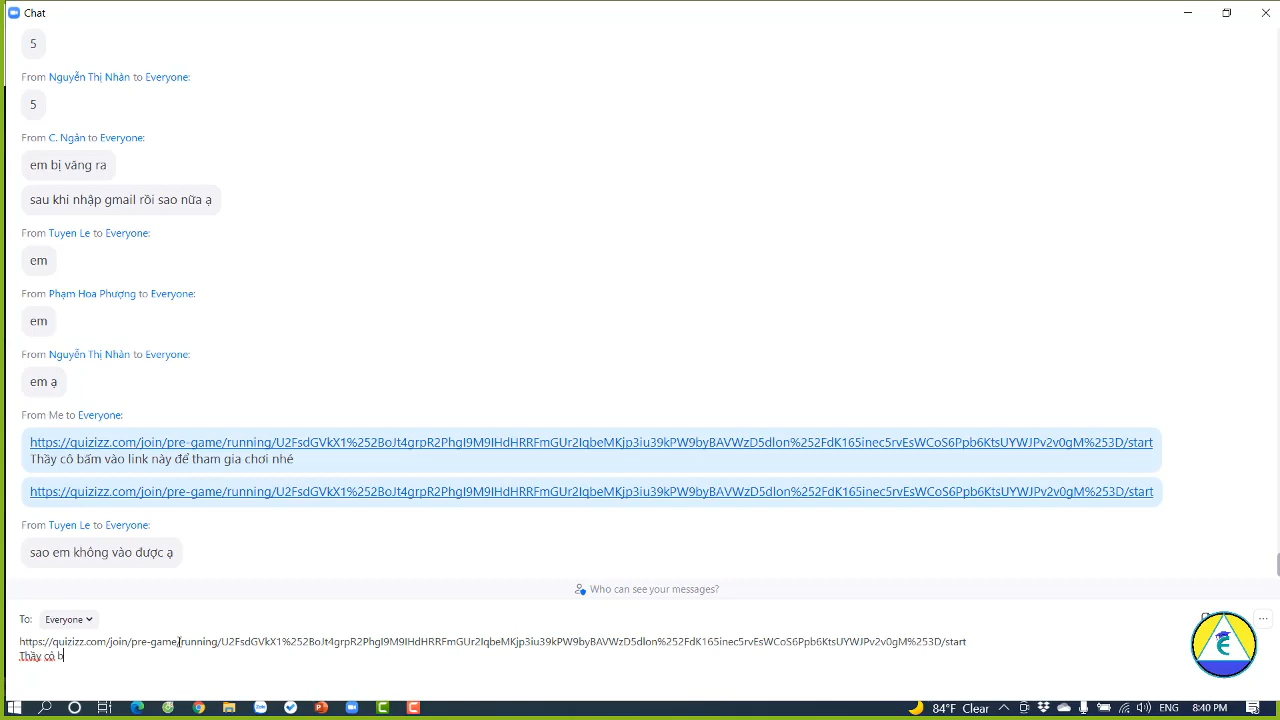 Chat
5
From Nguyễn Thị Nhàn to Everyone:
5
From C. Ngân to Everyone:
em bị văng ra
sau khi nhập gmail rồi sao nữa ạ
From Tuyen Le to Everyone:
em
From Phạm Hoa Phượng to Everyone:
em
From Nguyễn Thị Nhàn to Everyone:
em ạ
From Me to Everyone:
https://quizizz.com/join/pre-game/running/U2FsdGVkX1%252BoJt4grpR2PhgI9M9IHdHRRFmGUr2IqbeMKjp3iu39kPW9byBAVWzD5dIon%252FdK165inec5rvEsWCoS6Ppb6KtsUYWJPv2v0gM%253D/start
Thầy cô bấm vào link này để tham gia chơi nhé
https://quizizz.com/join/pre-game/running/U2FsdGVkX1%252BoJt4grpR2PhgI9M9IHdHRRFmGUr2IqbeMKjp3iu39kPW9byBAVWzD5dIon%252FdK165inec5rvEsWCoS6Ppb6KtsUYWJPv2v0gM%253D/start
From Tuyen Le to Everyone:
sao em không vào được ạ
Who can see your messages?
To: Everyone
https://quizizz.com/join/pre-game/running/U2FsdGVkX1%252BoJt4grpR2PhgI9M9IHdHRRFmGUr2IqbeMKjp3iu39kPW9byBAVWzD5dIon%252FdK165inec5rvEsWCoS6Ppb6KtsUYWJPv2v0gM%253D/start
Thầy cô b
84°F Clear
ENG
8:40 PM